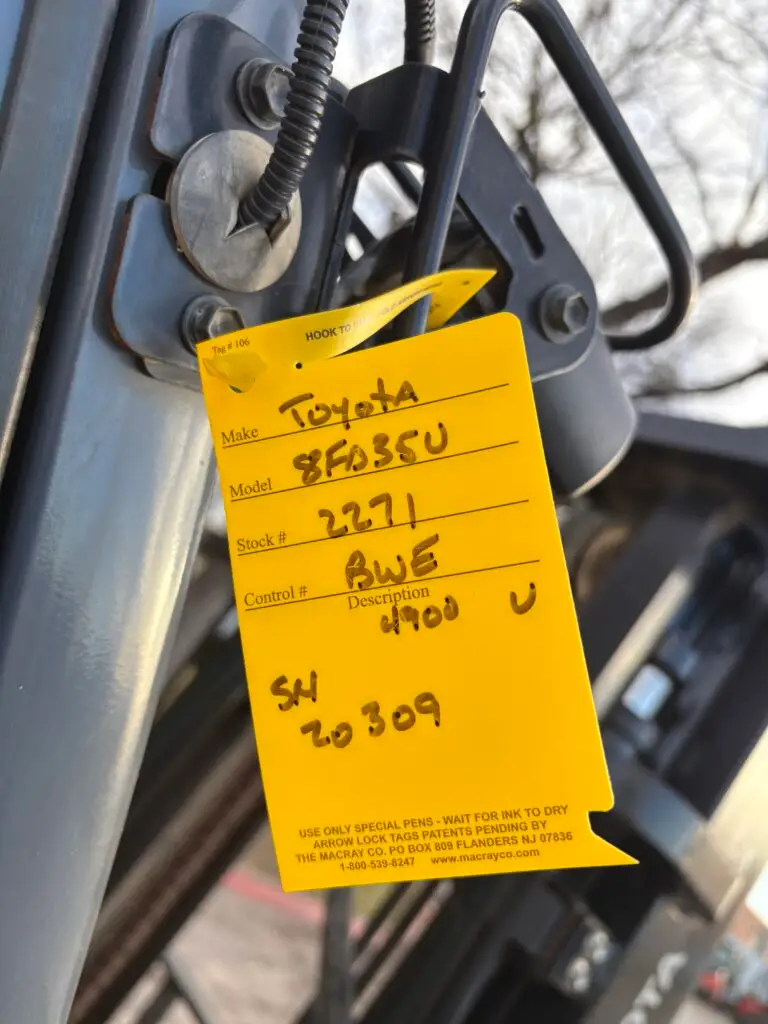 Tag # 106
HOOK TO
Make Toyota
Model 8FD35U
Stock # 2271
Control # BWE
Description
4900 U
SN
20309
USE ONLY SPECIAL PENS - WAIT FOR INK TO DRY
ARROW LOCK TAGS PATENTS PENDING BY
THE MACRAY CO. PO BOX 809 FLANDERS NJ 07836
1-800-539-8247 www.macrayco.com